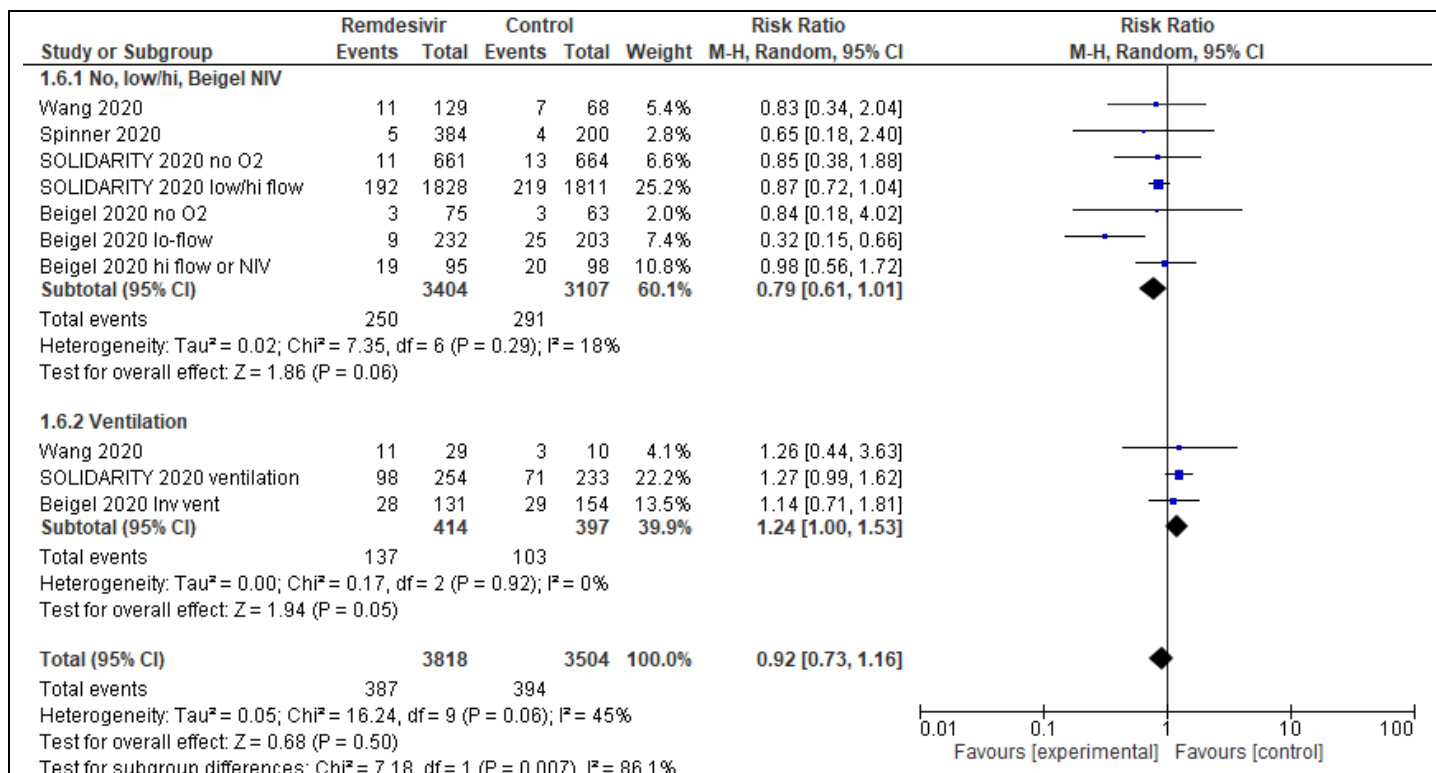 Remdesivir Control Risk Ratio Risk Ratio
Study or Subgroup Events Total Events Total Weight M-H, Random, 95% CI M-H, Random, 95% CI
1.6.1 No, low/hi, Beigel NIV
Wang 2020 11 129 7 68 5.4% 0.83 [0.34, 2.04]
Spinner 2020 5 384 4 200 2.8% 0.65 [0.18, 2.40]
SOLIDARITY 2020 no O2 11 661 13 664 6.6% 0.85 [0.38, 1.88]
SOLIDARITY 2020 low/hi flow 192 1828 219 1811 25.2% 0.87 [0.72, 1.04]
Beigel 2020 no O2 3 75 3 63 2.0% 0.84 [0.18, 4.02]
Beigel 2020 lo-flow 9 232 25 203 7.4% 0.32 [0.15, 0.66]
Beigel 2020 hi flow or NIV 19 95 20 98 10.8% 0.98 [0.56, 1.72]
Subtotal (95% CI) 3404 3107 60.1% 0.79 [0.61, 1.01]
Total events 250 291
Heterogeneity: Tau² = 0.02; Chi² = 7.35, df = 6 (P = 0.29); I² = 18%
Test for overall effect: Z = 1.86 (P = 0.06)
1.6.2 Ventilation
Wang 2020 11 29 3 10 4.1% 1.26 [0.44, 3.63]
SOLIDARITY 2020 ventilation 98 254 71 233 22.2% 1.27 [0.99, 1.62]
Beigel 2020 Inv vent 28 131 29 154 13.5% 1.14 [0.71, 1.81]
Subtotal (95% CI) 414 397 39.9% 1.24 [1.00, 1.53]
Total events 137 103
Heterogeneity: Tau² = 0.00; Chi² = 0.17, df = 2 (P = 0.92); I² = 0%
Test for overall effect: Z = 1.94 (P = 0.05)
Total (95% CI) 3818 3504 100.0% 0.92 [0.73, 1.16]
Total events 387 394
Heterogeneity: Tau² = 0.05; Chi² = 16.24, df = 9 (P = 0.06); I² = 45%
Test for overall effect: Z = 0.68 (P = 0.50)
Test for subgroup differences: Chi² = 7.18, df = 1 (P = 0.007), I² = 86.1%
0.01 0.1 1 10 100
Favours [experimental] Favours [control]